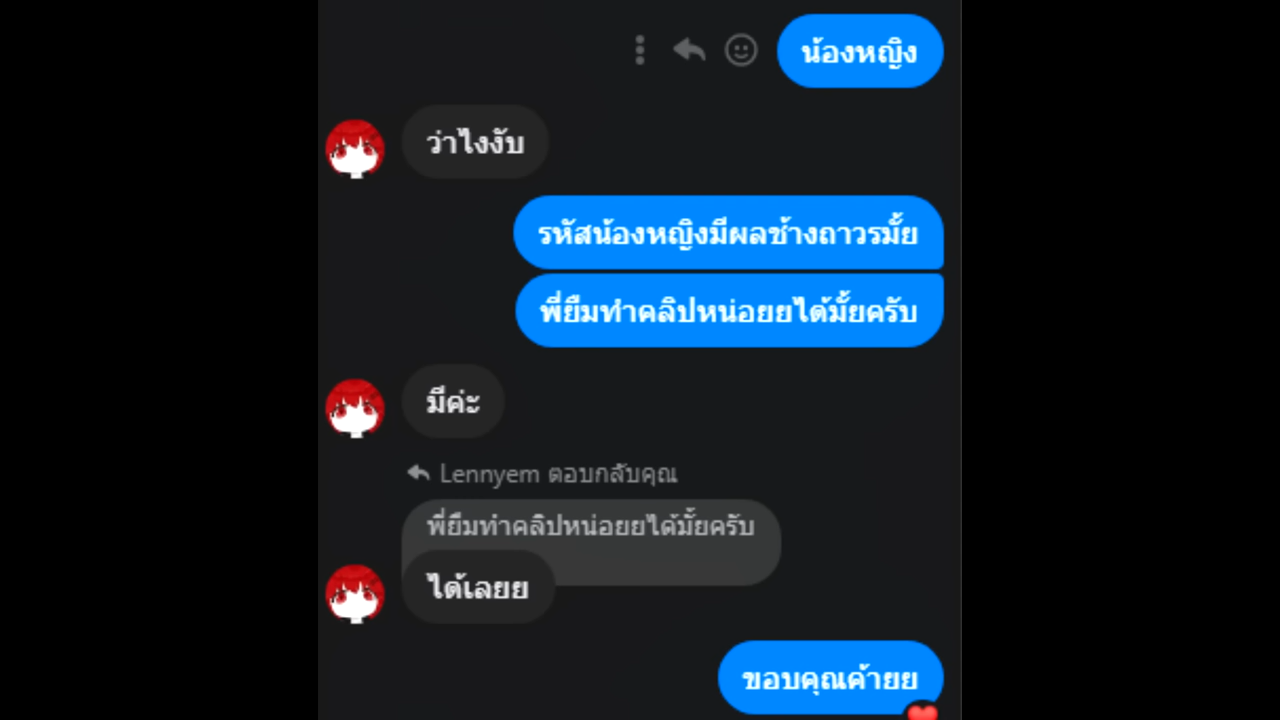 น้องหญิง
ว่าไงงับ
รหัสน้องหญิงมีผลช้างถาวรมั้ย
พี่ยืมทำคลิปหน่อยยได้มั้ยครับ
มีค่ะ
Lennyem ตอบกลับคุณ
พี่ยืมทำคลิปหน่อยยได้มั้ยครับ
ได้เลยย
ขอบคุณค้ายย